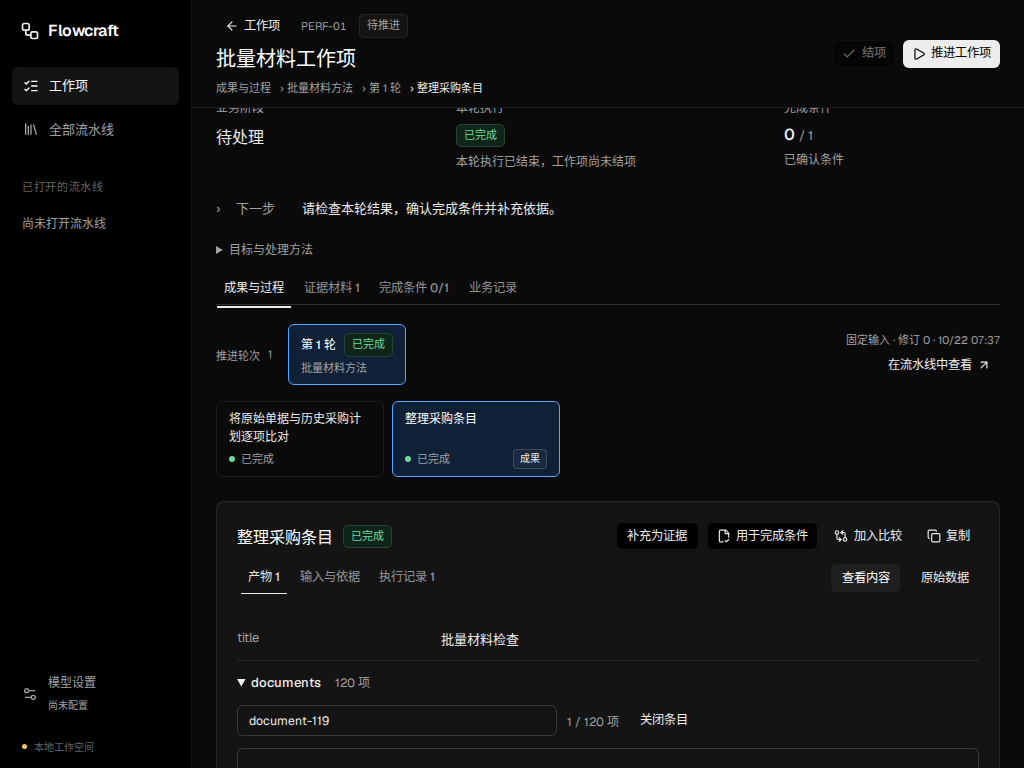 Flowcraft
工作项
全部流水线
已打开的流水线
尚未打开流水线
模型设置
尚未配置
本地工作空间
工作项 PERF-01 待推进
批量材料工作项
结项 推进工作项
成果与过程 › 批量材料方法 › 第 1 轮 › 整理采购条目
业务阶段 本轮执行 完成条件
待处理 已完成 0 / 1
本轮执行已结束，工作项尚未结项 已确认条件
› 下一步 请检查本轮结果，确认完成条件并补充依据。
目标与处理方法
成果与过程 证据材料 1 完成条件 0/1 业务记录
推进轮次 1
第 1 轮 已完成
批量材料方法
固定输入 · 修订 0 · 10/22 07:37
在流水线中查看
将原始单据与历史采购计
划逐项比对
已完成
整理采购条目
已完成 成果
整理采购条目 已完成
补充为证据 用于完成条件 加入比较 复制
产物 1 输入与依据 执行记录 1
查看内容 原始数据
title 批量材料检查
documents 120 项
document-119 1 / 120 项 关闭条目